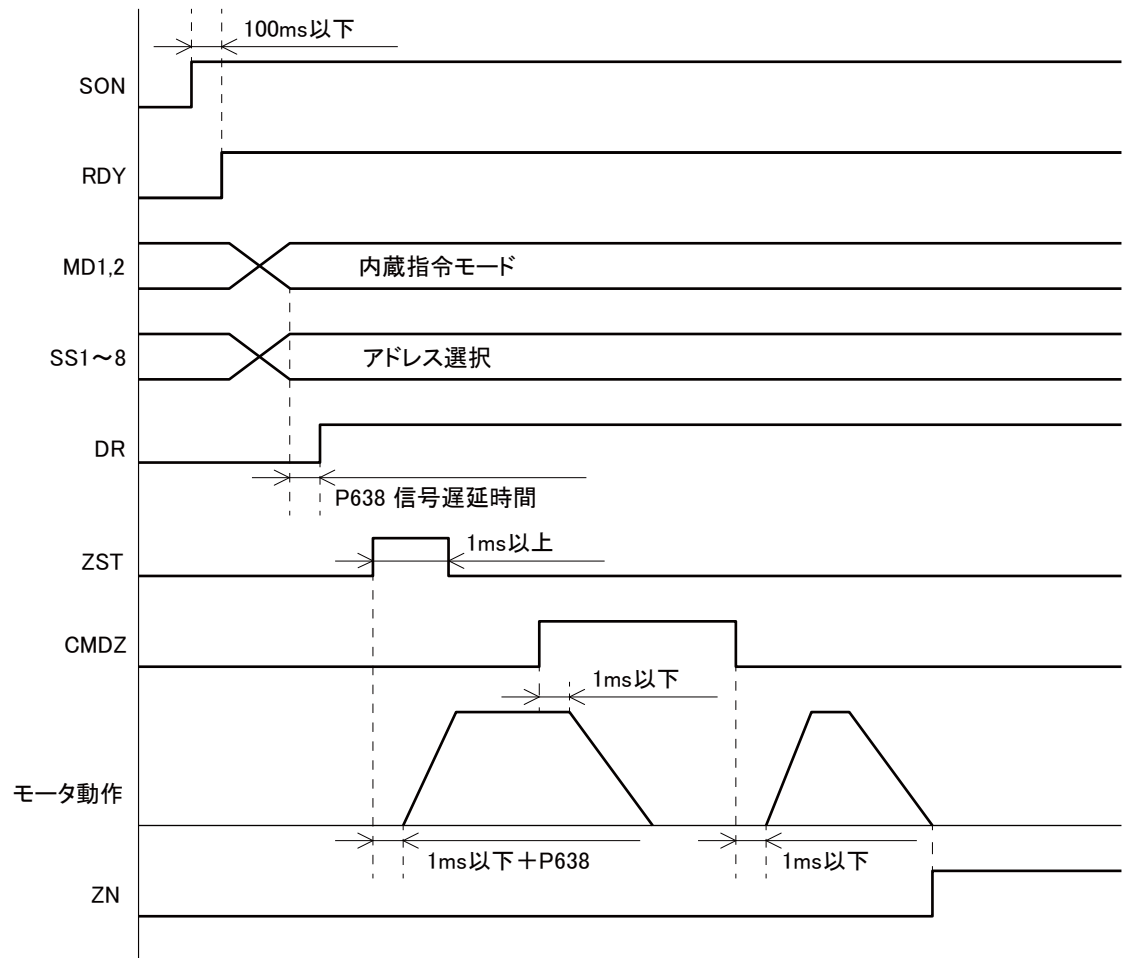 100ms以下
SON
RDY
MD1,2
内蔵指令モード
SS1～8
アドレス選択
DR
P638 信号遅延時間
1ms以上
ZST
CMDZ
1ms以下
モータ動作
1ms以下＋P638
1ms以下
ZN